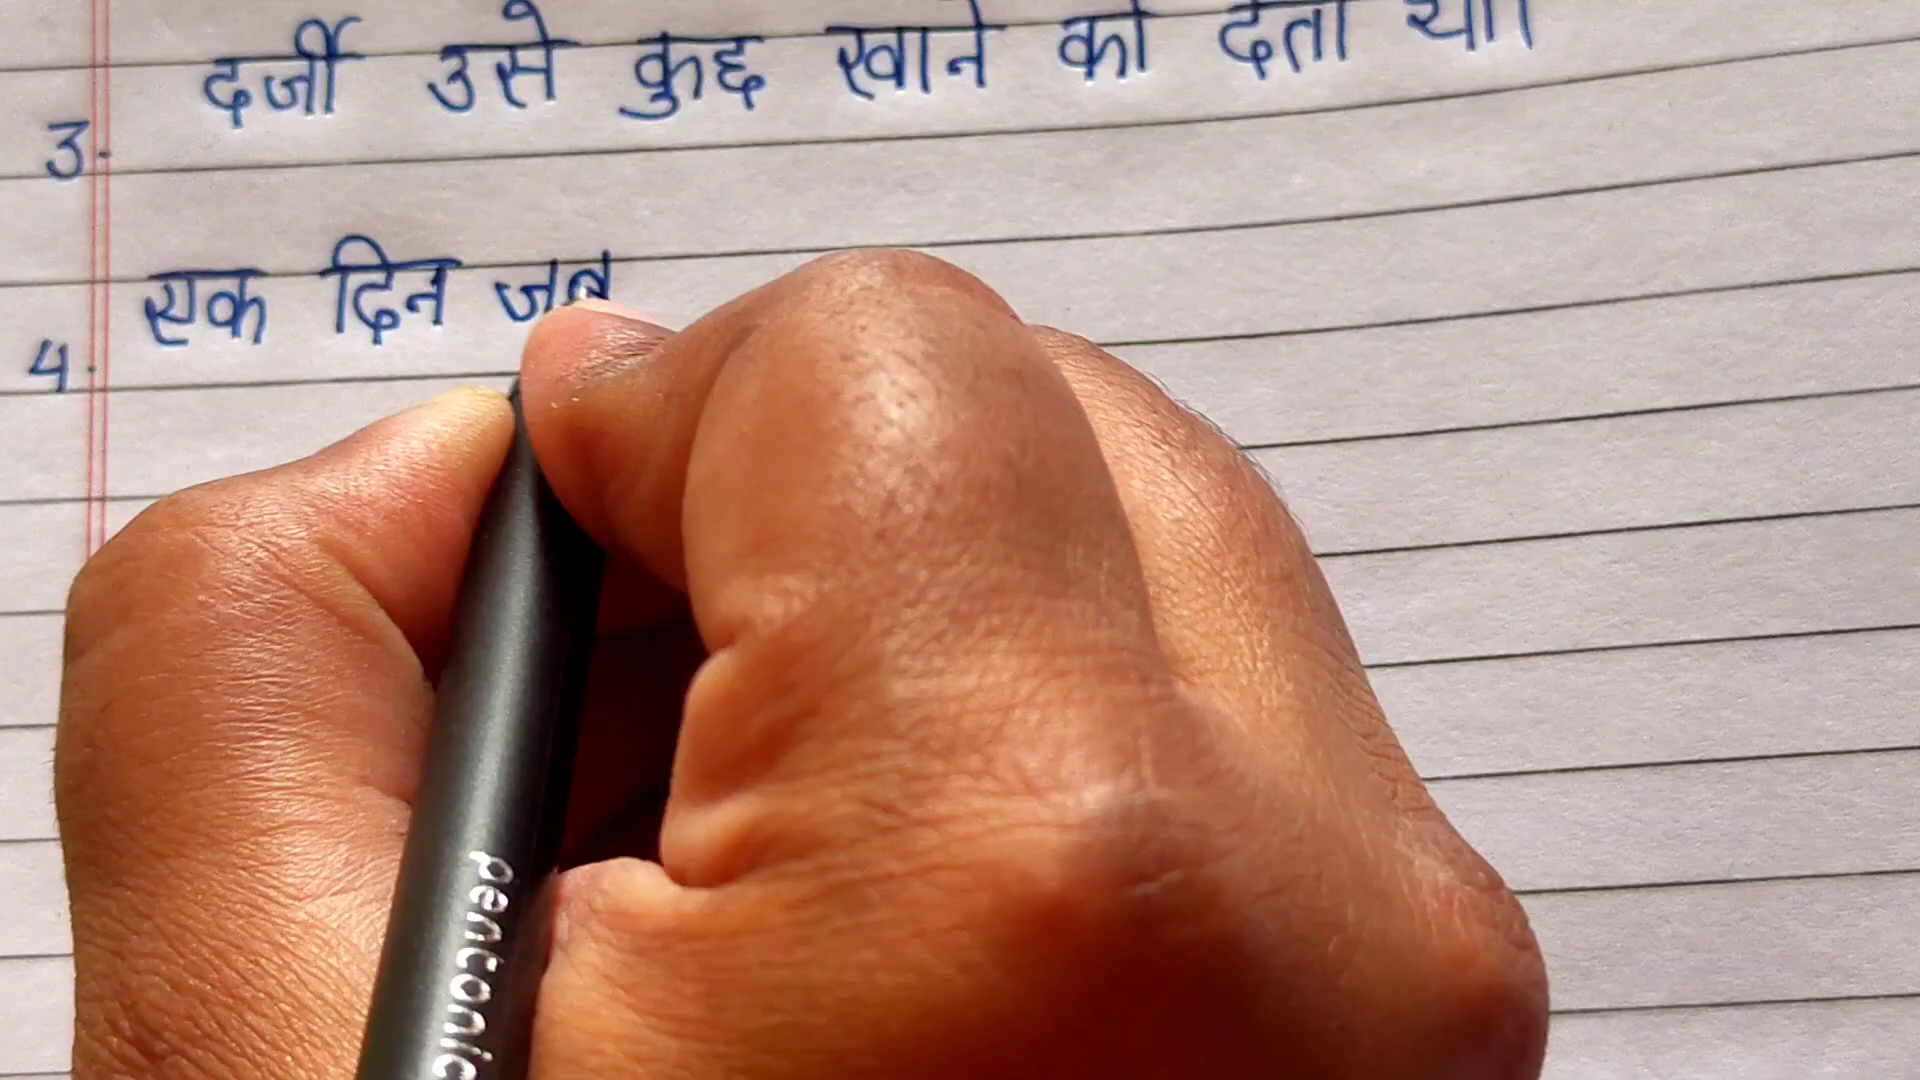 दर्जी उसे कुछ खाने को देता था।
3.
एक दिन जब
4.
pentonic